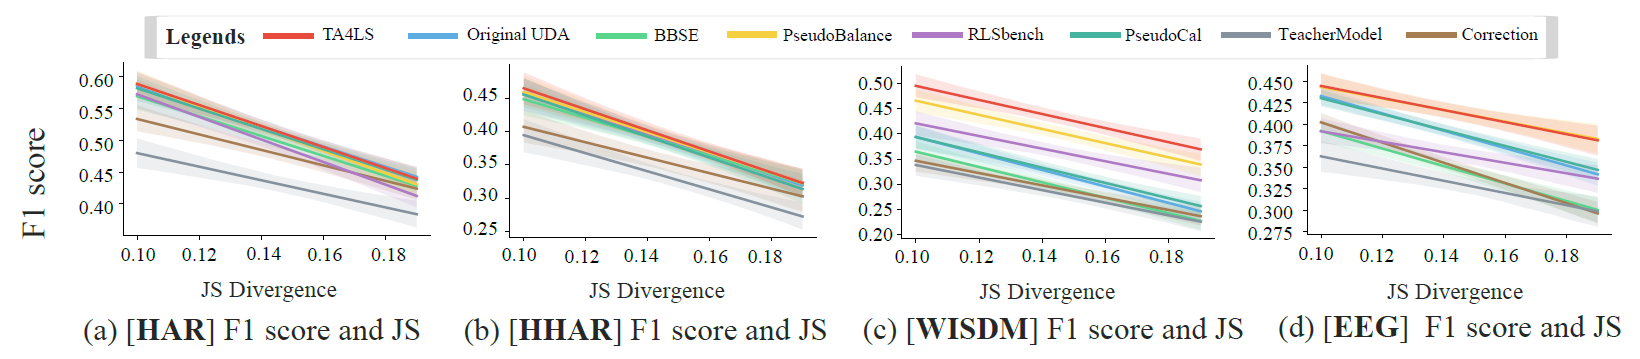 Legends TA4LS Original UDA BBSE PseudoBalance RLSbench PseudoCal TeacherModel Correction
F1 score
0.60
0.55
0.50
0.45
0.40
0.10 0.12 0.14 0.16 0.18
JS Divergence
(a) [HAR] F1 score and JS
0.45
0.40
0.35
0.30
0.25
0.10 0.12 0.14 0.16 0.18
JS Divergence
(b) [HHAR] F1 score and JS
0.50
0.45
0.40
0.35
0.30
0.25
0.20
0.10 0.12 0.14 0.16 0.18
JS Divergence
(c) [WISDM] F1 score and JS
0.450
0.425
0.400
0.375
0.350
0.325
0.300
0.275
0.10 0.12 0.14 0.16 0.18
JS Divergence
(d) [EEG] F1 score and JS